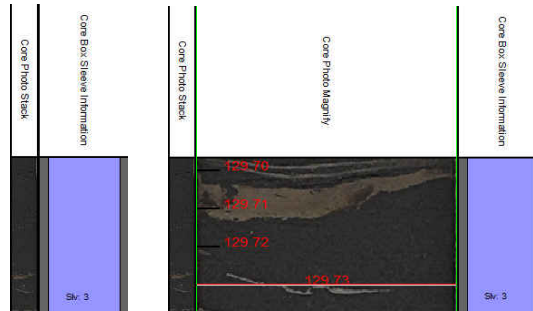 Core Photo Stack
Core Box Sleeve Information
Slv: 3
Core Photo Stack
Core Photo Magnify
Core Box Sleeve Information
129.70
129.71
129.72
129.73
Slv: 3